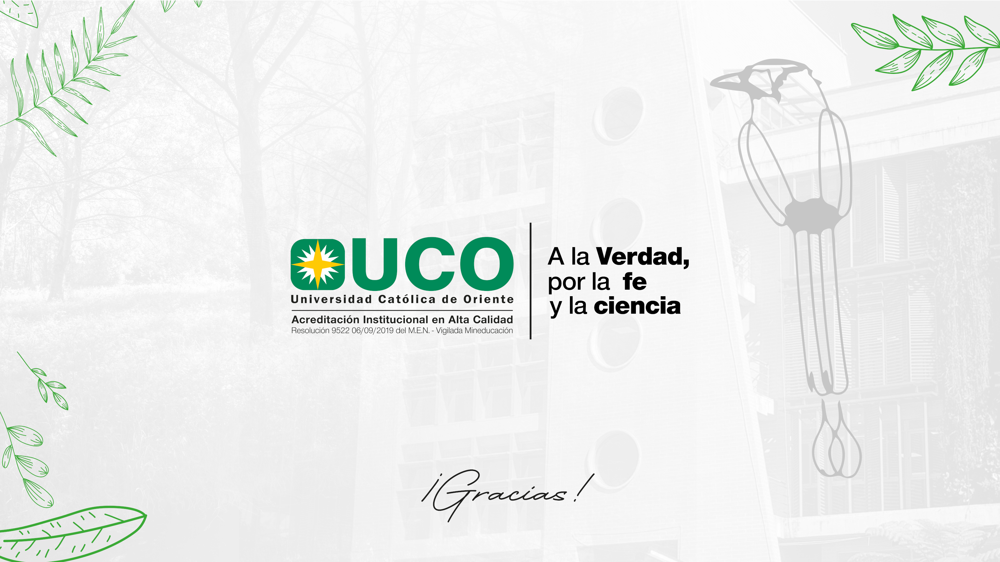 UCO
Universidad Católica de Oriente
Acreditación Institucional en Alta Calidad
Resolución 9522 06/09/2019 del M.E.N. - Vigilada Mineducación
A la Verdad,
por la fe
y la ciencia
¡Gracias!